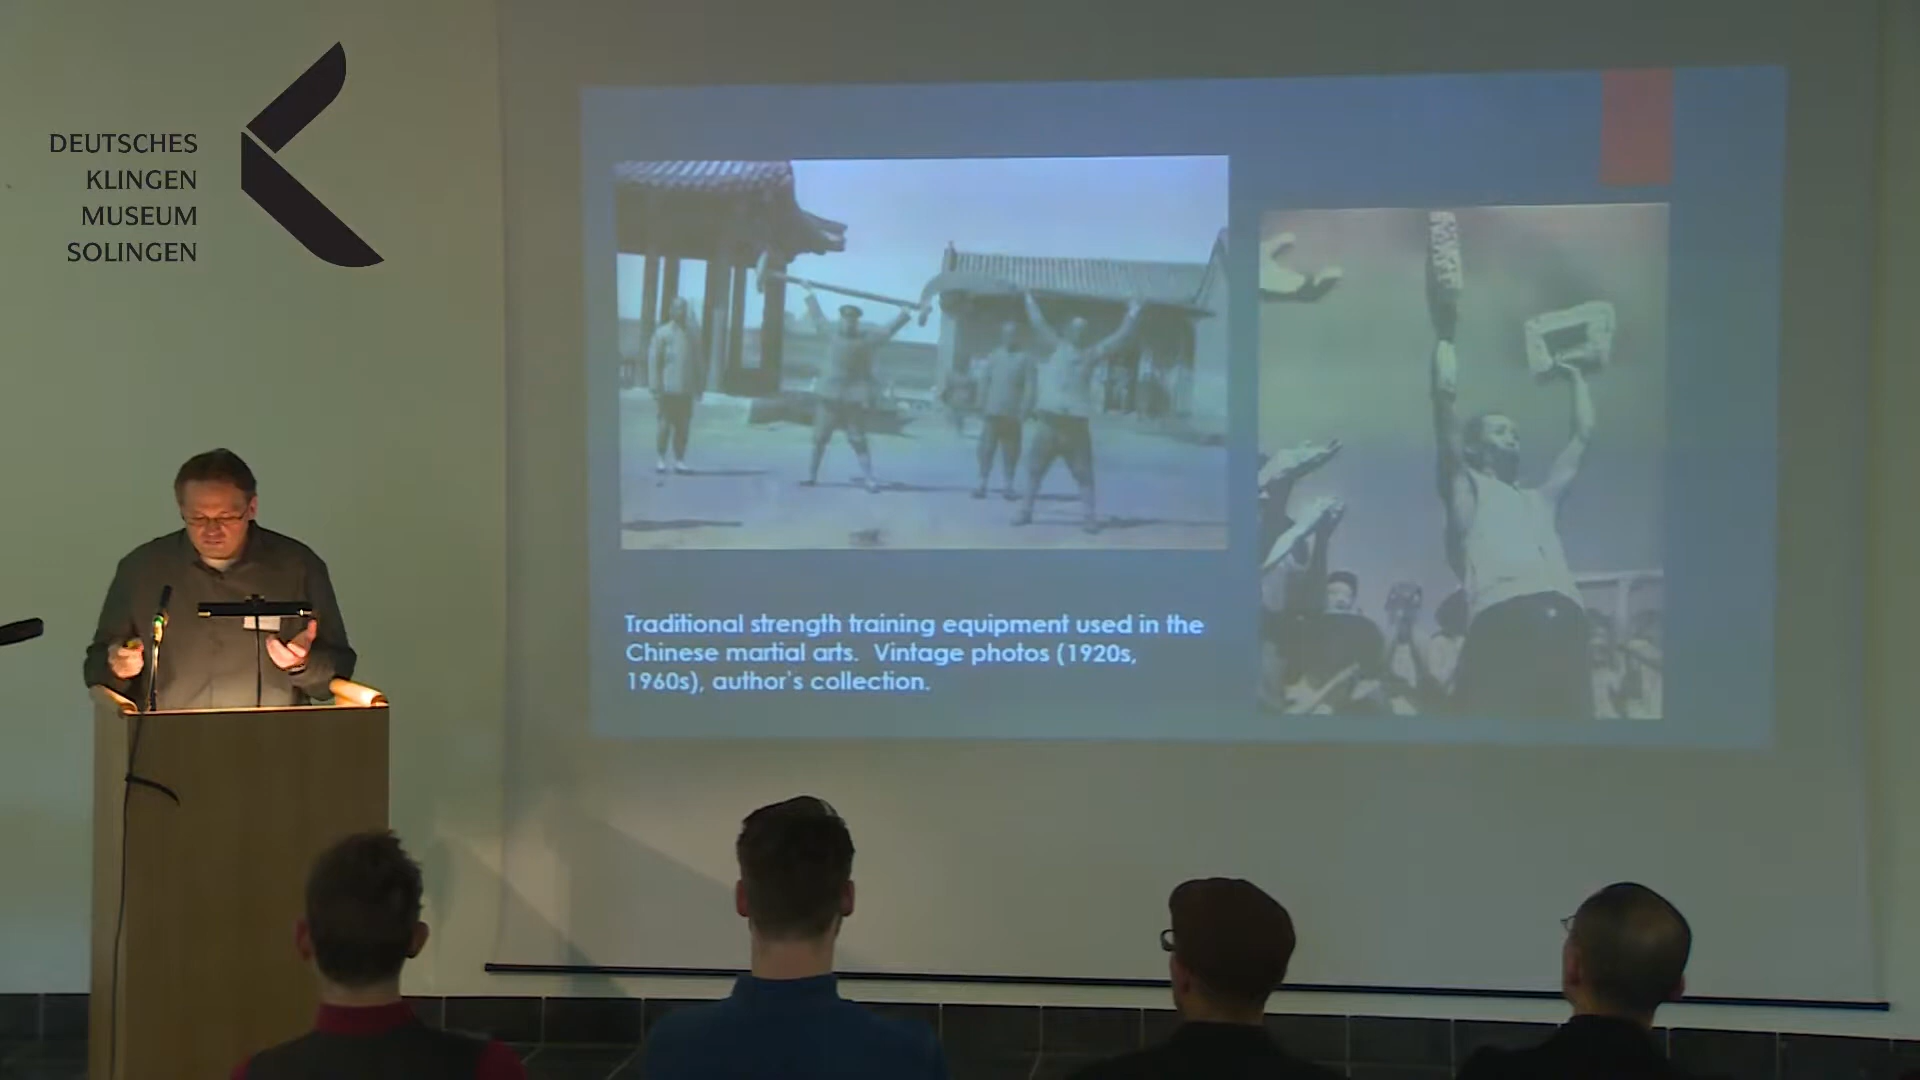 DEUTSCHES
KLINGEN
MUSEUM
SOLINGEN
Traditional strength training equipment used in the
Chinese martial arts. Vintage photos (1920s,
1960s), author's collection.